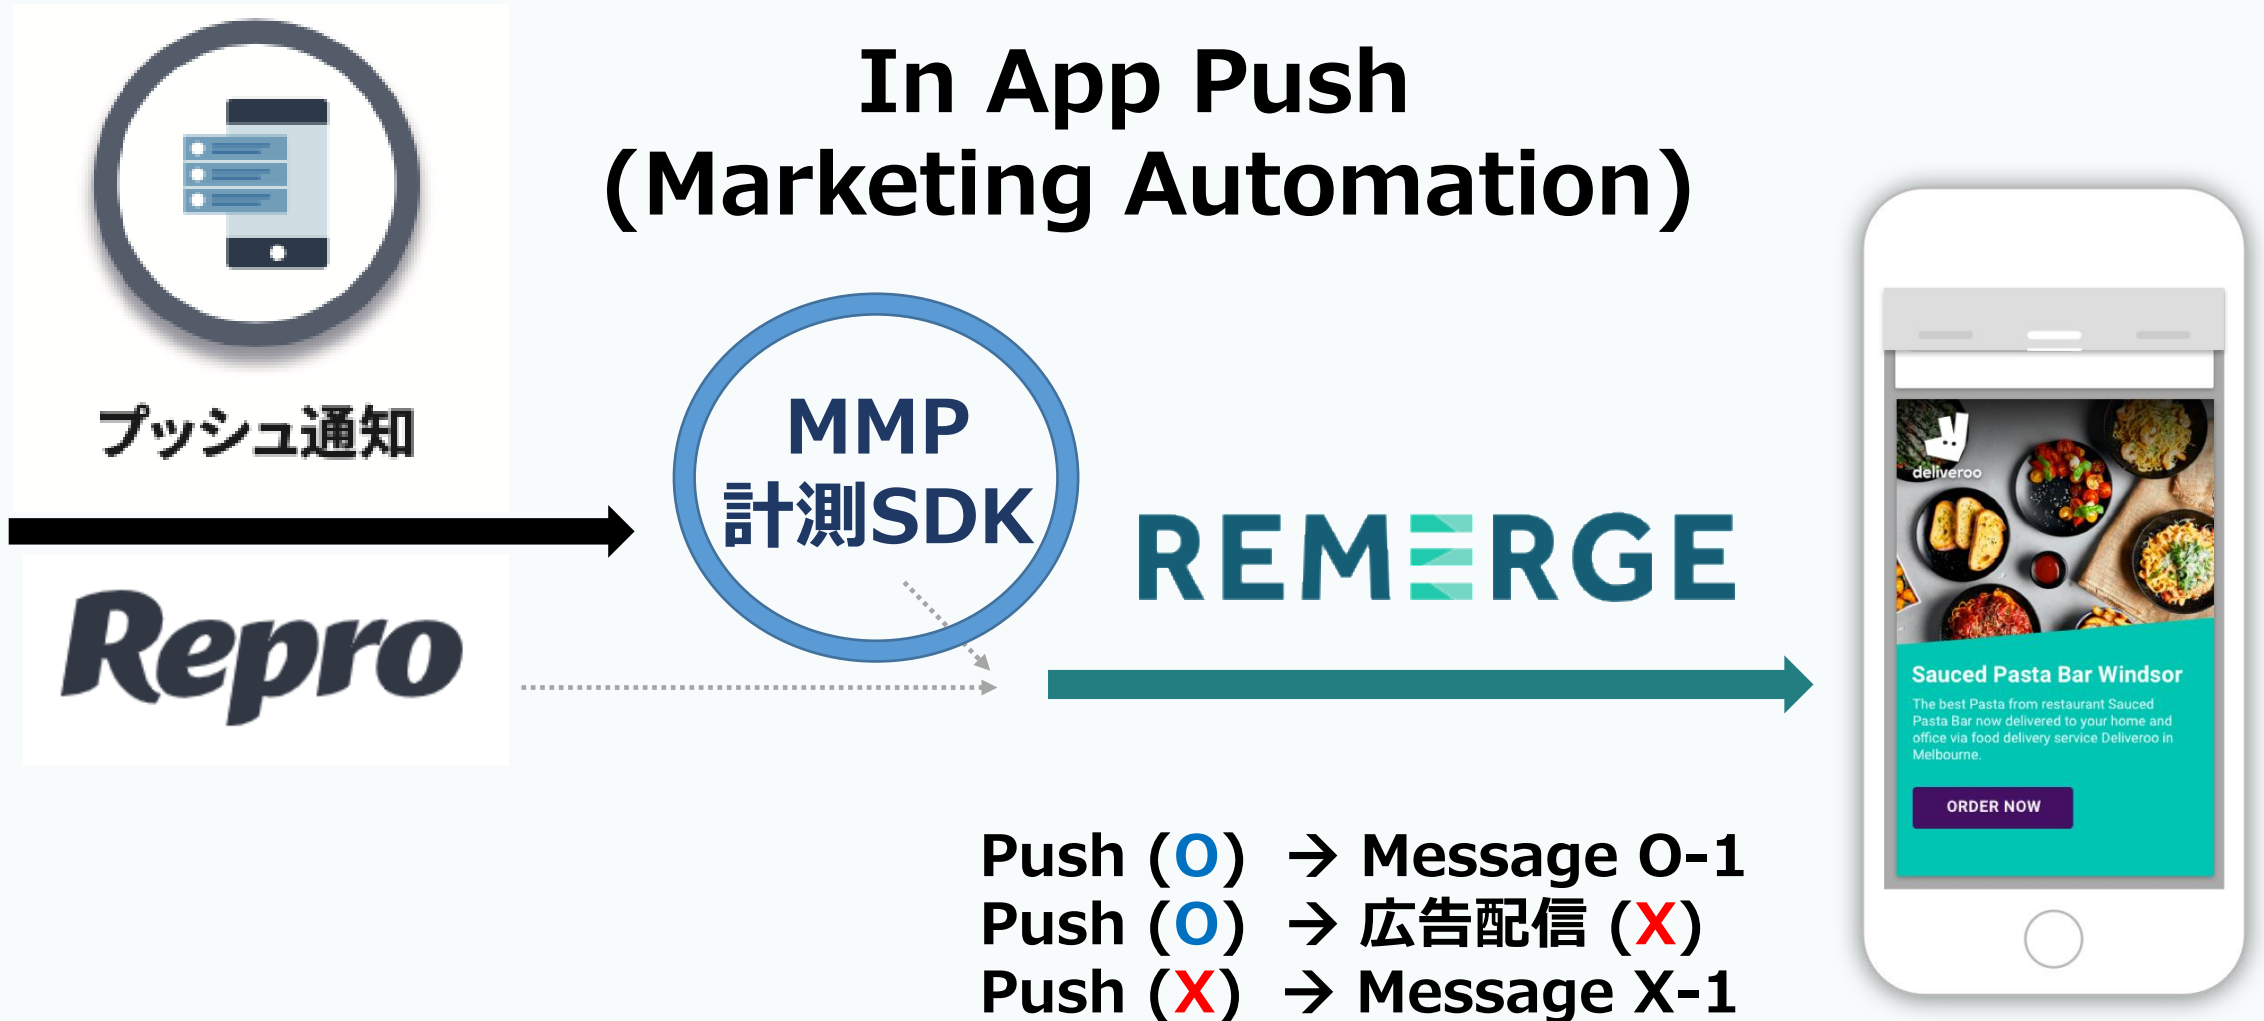 In App Push
(Marketing Automation)
プッシュ通知
Repro
MMP
計測SDK
REMERGE
deliveroo
Sauced Pasta Bar Windsor
The best Pasta from restaurant Sauced
Pasta Bar now delivered to your home and
office via food delivery service Deliveroo in
Melbourne.
ORDER NOW
Push (O) → Message O-1
Push (O) → 広告配信 (X)
Push (X) → Message X-1